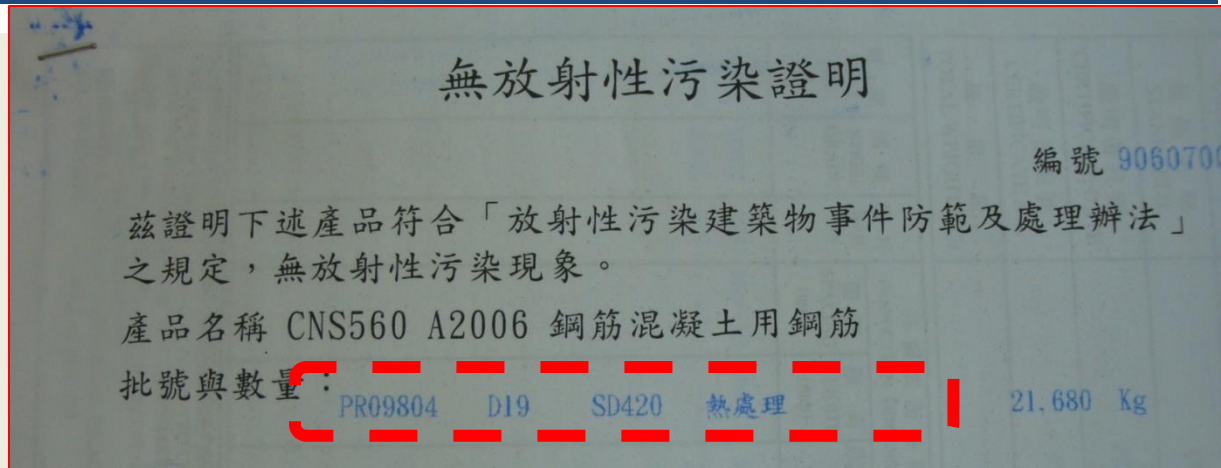 無放射性污染證明
編號 9060700
茲證明下述產品符合「放射性污染建築物事件防範及處理辦法」
之規定，無放射性污染現象。
產品名稱 CNS560 A2006 鋼筋混凝土用鋼筋
批號與數量：
PR09804 D19 SD420 熱處理 21.680 Kg